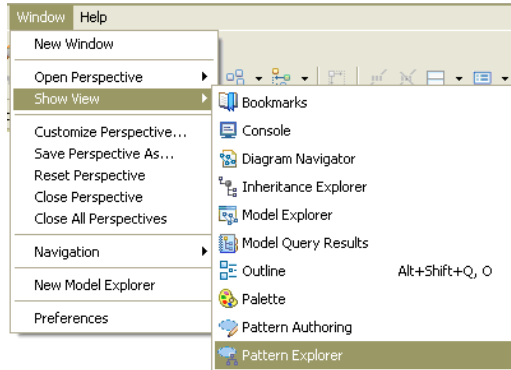 Window Help
New Window
Open Perspective
Show View
Customize Perspective...
Save Perspective As...
Reset Perspective
Close Perspective
Close All Perspectives
Navigation
New Model Explorer
Preferences
Bookmarks
Console
Diagram Navigator
Inheritance Explorer
Model Explorer
Model Query Results
Outline Alt+Shift+Q, O
Palette
Pattern Authoring
Pattern Explorer